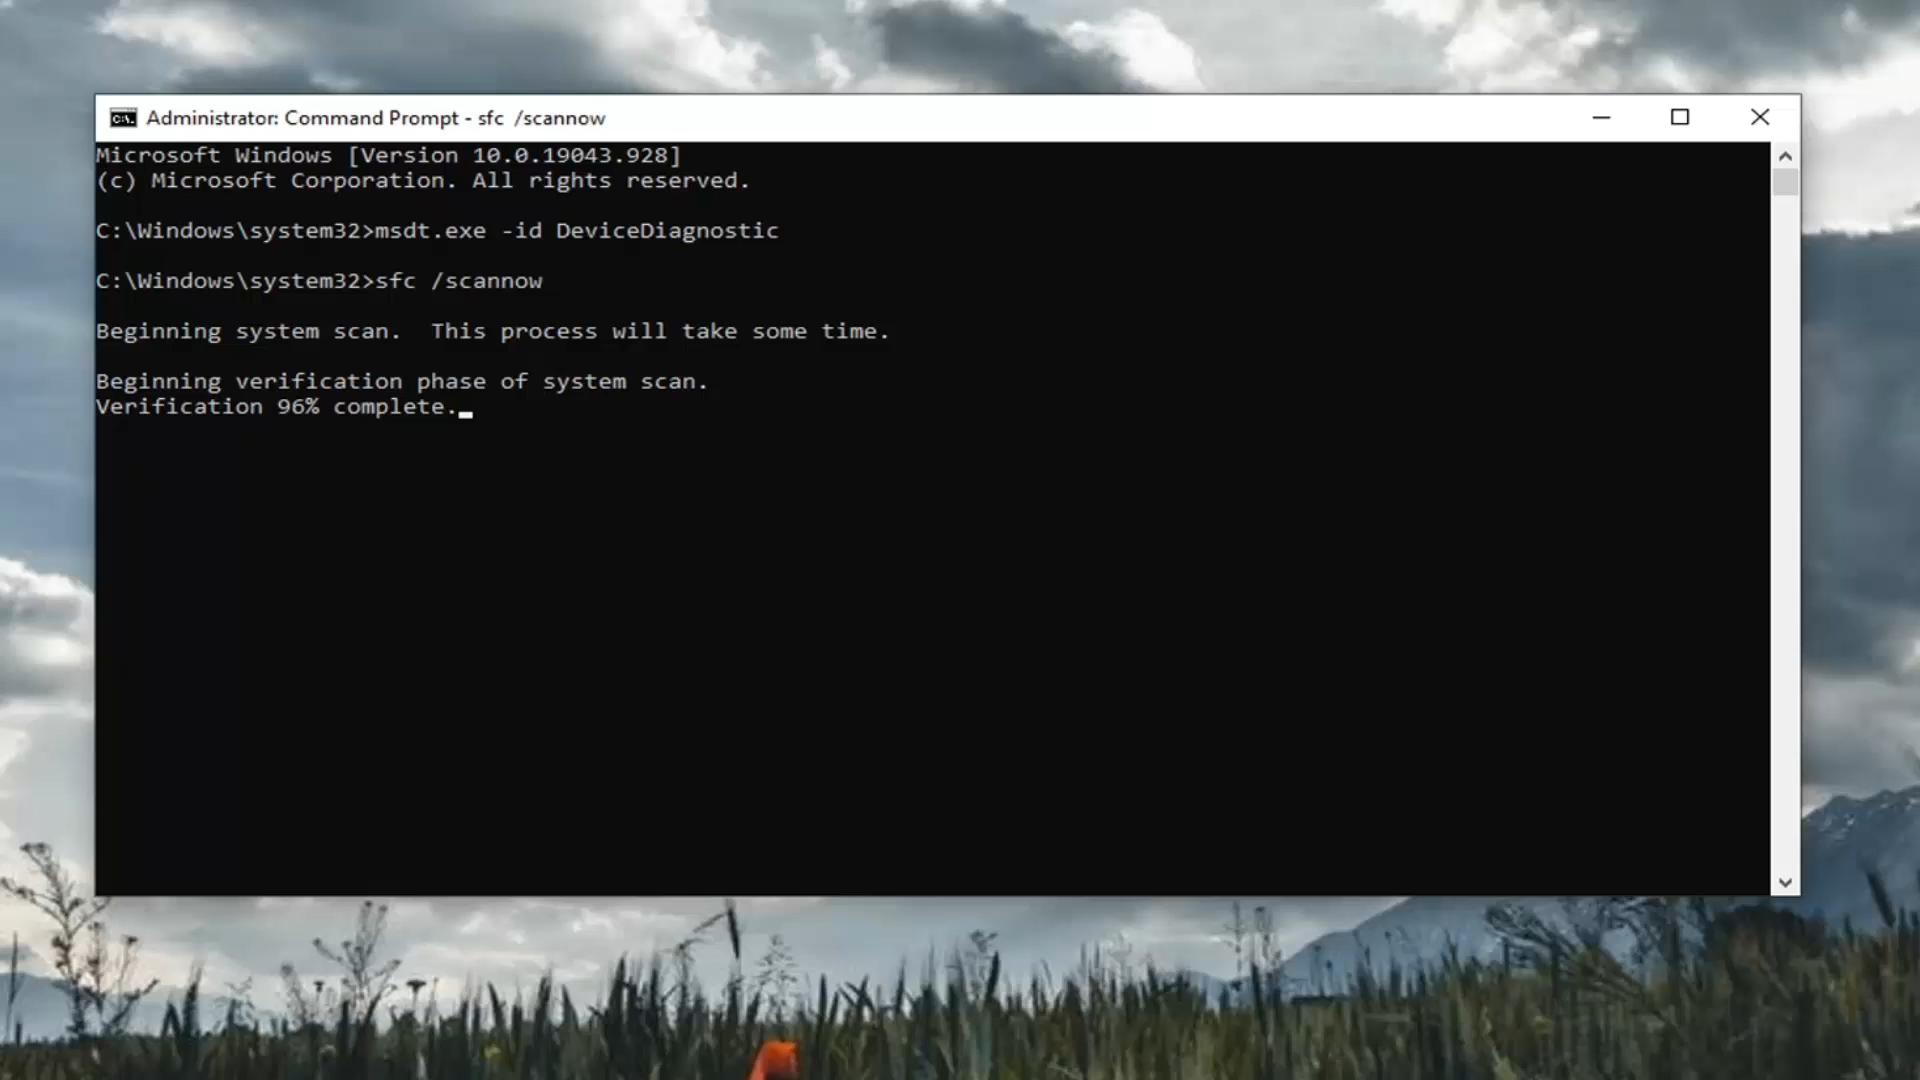 Administrator: Command Prompt - sfc  /scannow
Microsoft Windows [Version 10.0.19043.928]
(c) Microsoft Corporation. All rights reserved.
C:\Windows\system32>msdt.exe -id DeviceDiagnostic
C:\Windows\system32>sfc /scannow
Beginning system scan.  This process will take some time.
Beginning verification phase of system scan.
Verification 96% complete.